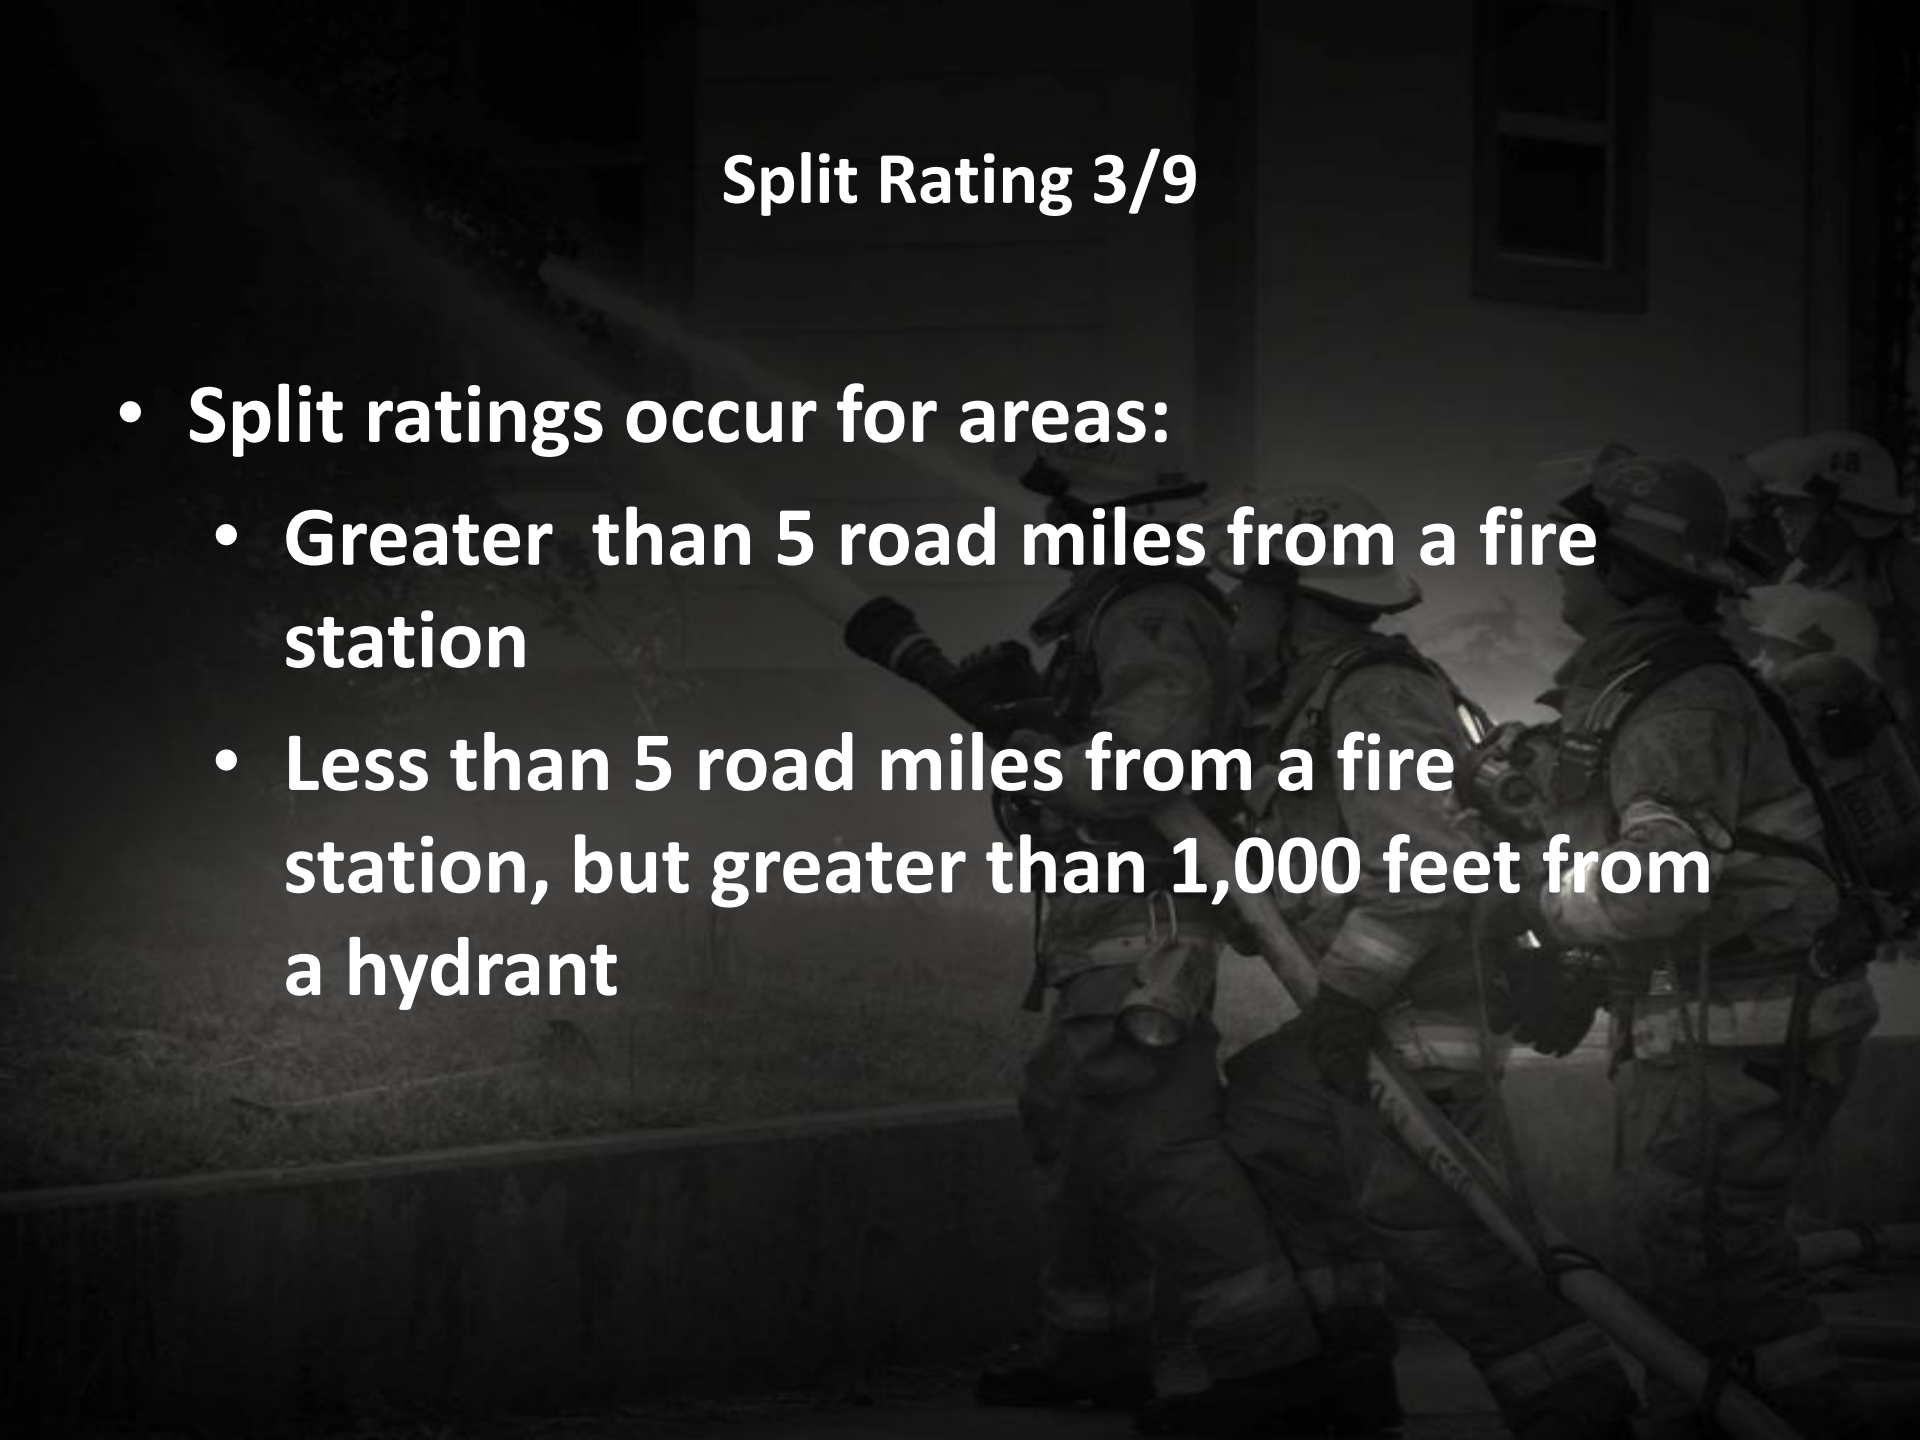 Split Rating 3/9
• Split ratings occur for areas:
• Greater  than 5 road miles from a fire
station
• Less than 5 road miles from a fire
station, but greater than 1,000 feet from
a hydrant